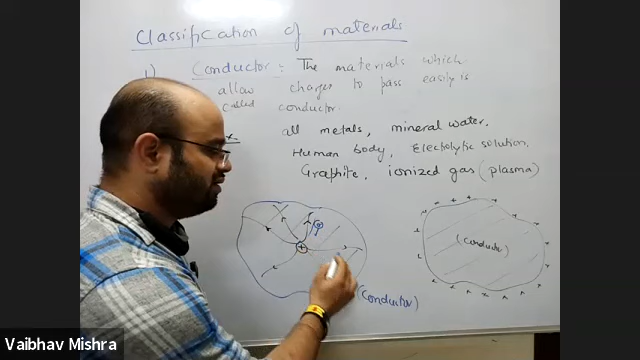 Classification of materials
1) Conductor : The materials which
allow charges to pass easily is
called conductor.
all metals, mineral water,
Human body, Electrolytic solution,
Graphite, ionized gas (plasma)
(conductor)
(conductor)
Vaibhav Mishra